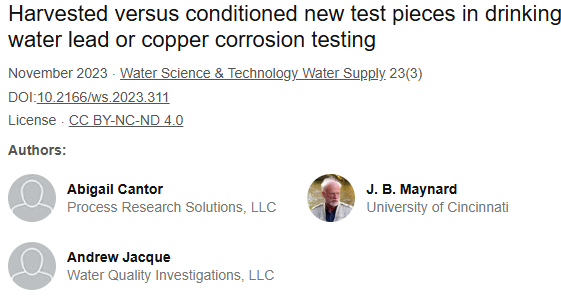 Harvested versus conditioned new test pieces in drinking
water lead or copper corrosion testing
November 2023 · Water Science & Technology Water Supply 23(3)
DOI:10.2166/ws.2023.311
License · CC BY-NC-ND 4.0
Authors:
Abigail Cantor
Process Research Solutions, LLC
J. B. Maynard
University of Cincinnati
Andrew Jacque
Water Quality Investigations, LLC